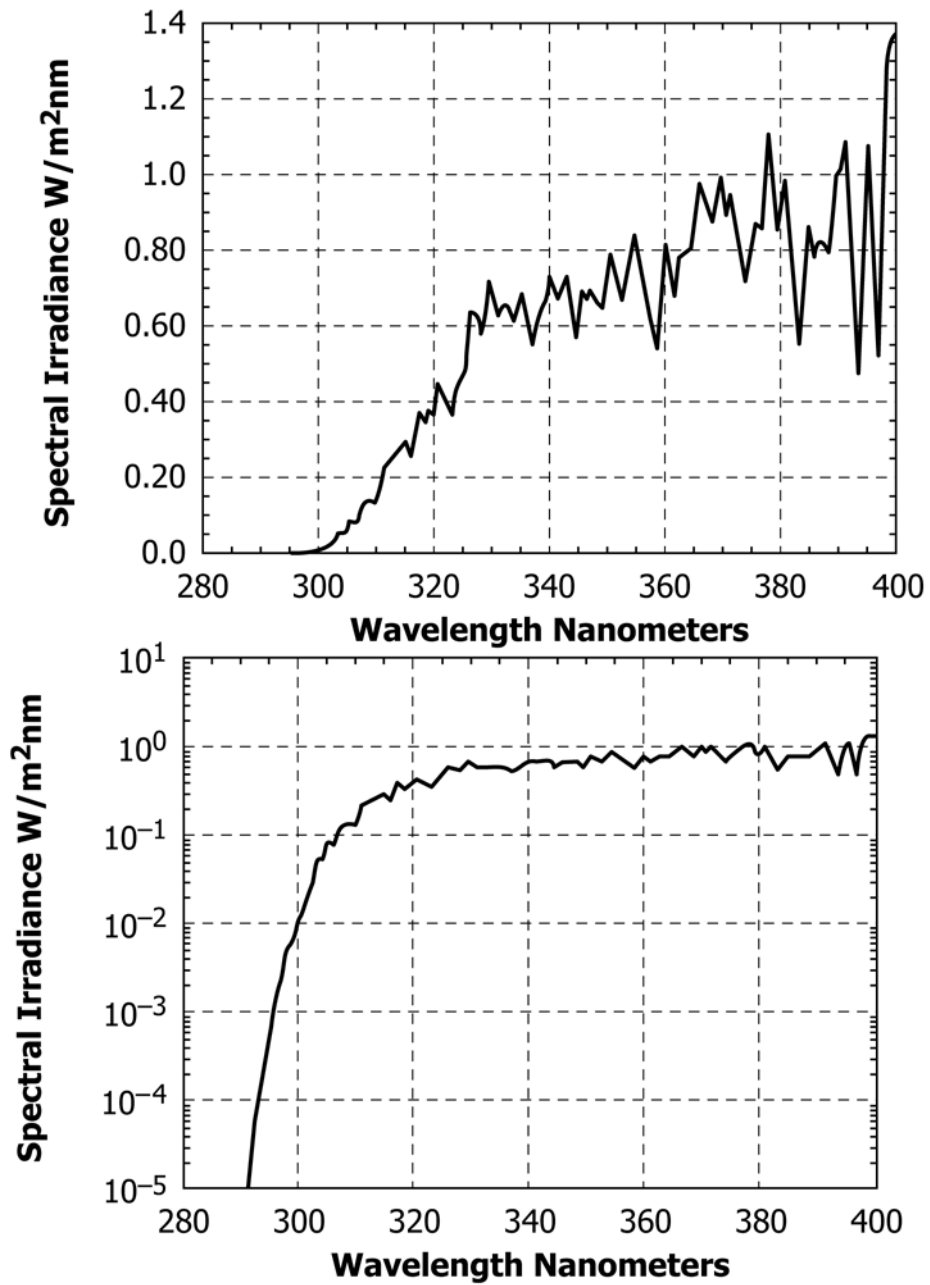 1.4
1.2
1.0
0.80
0.60
0.40
0.20
0.0
Spectral Irradiance W/m²nm
280 300 320 340 360 380 400
Wavelength Nanometers
10¹
10⁰
10⁻¹
10⁻²
10⁻³
10⁻⁴
10⁻⁵
Spectral Irradiance W/m²nm
280 300 320 340 360 380 400
Wavelength Nanometers